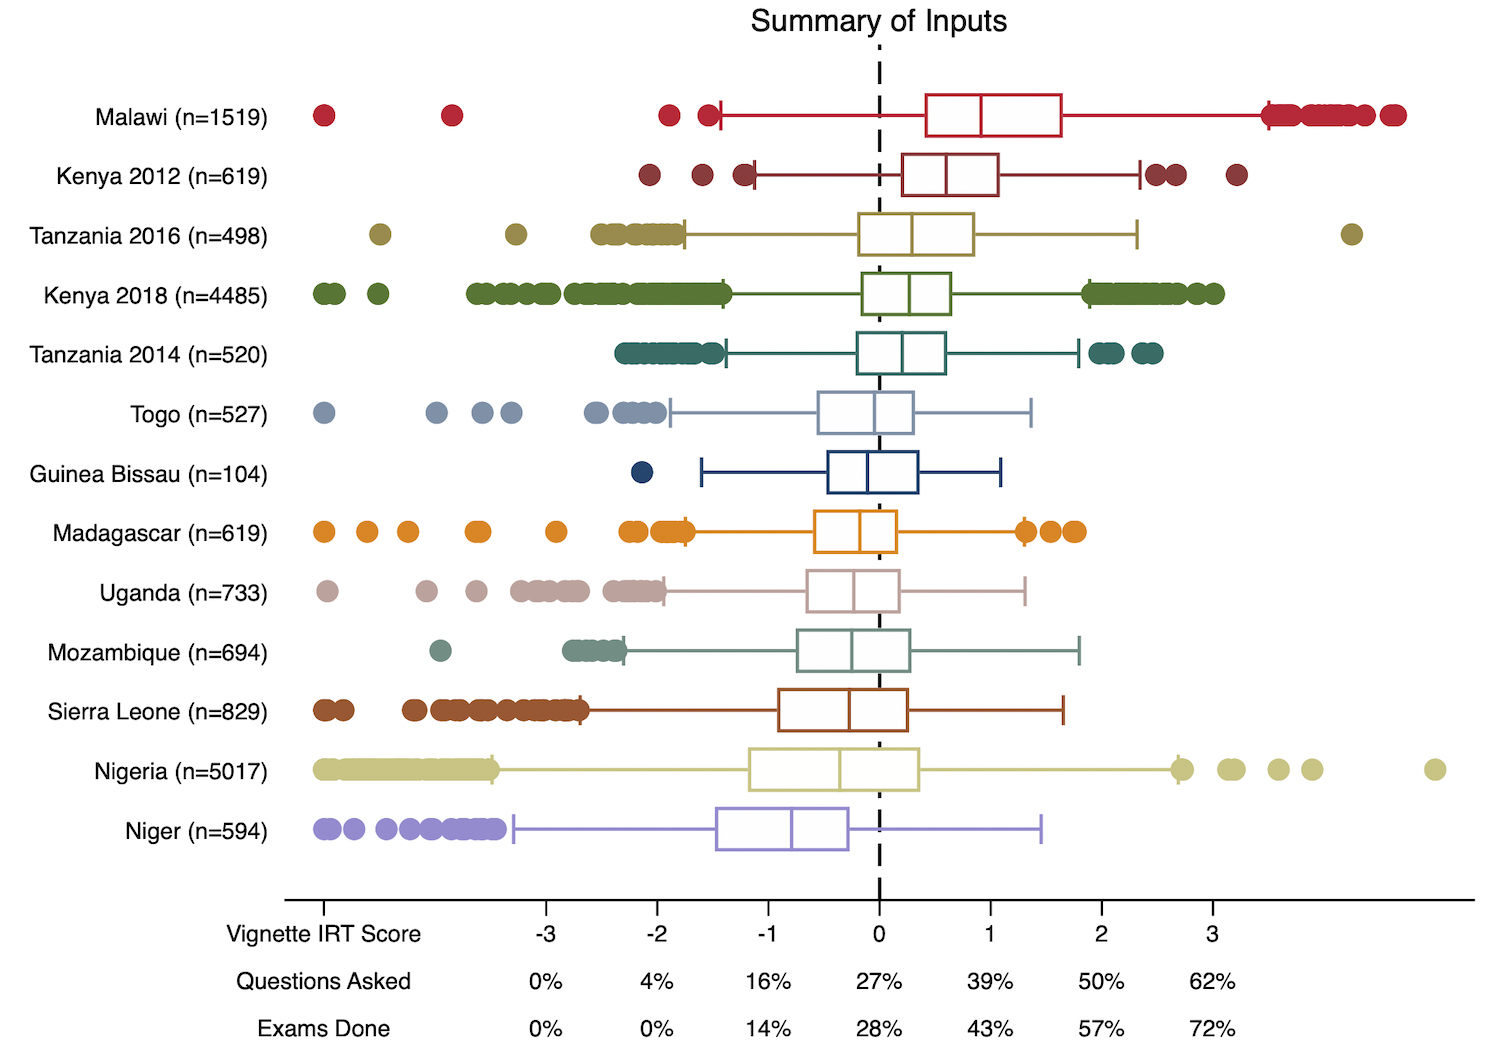 Summary of Inputs
Malawi (n=1519)
Kenya 2012 (n=619)
Tanzania 2016 (n=498)
Kenya 2018 (n=4485)
Tanzania 2014 (n=520)
Togo (n=527)
Guinea Bissau (n=104)
Madagascar (n=619)
Uganda (n=733)
Mozambique (n=694)
Sierra Leone (n=829)
Nigeria (n=5017)
Niger (n=594)
Vignette IRT Score -3 -2 -1 0 1 2 3
Questions Asked 0% 4% 16% 27% 39% 50% 62%
Exams Done 0% 0% 14% 28% 43% 57% 72%